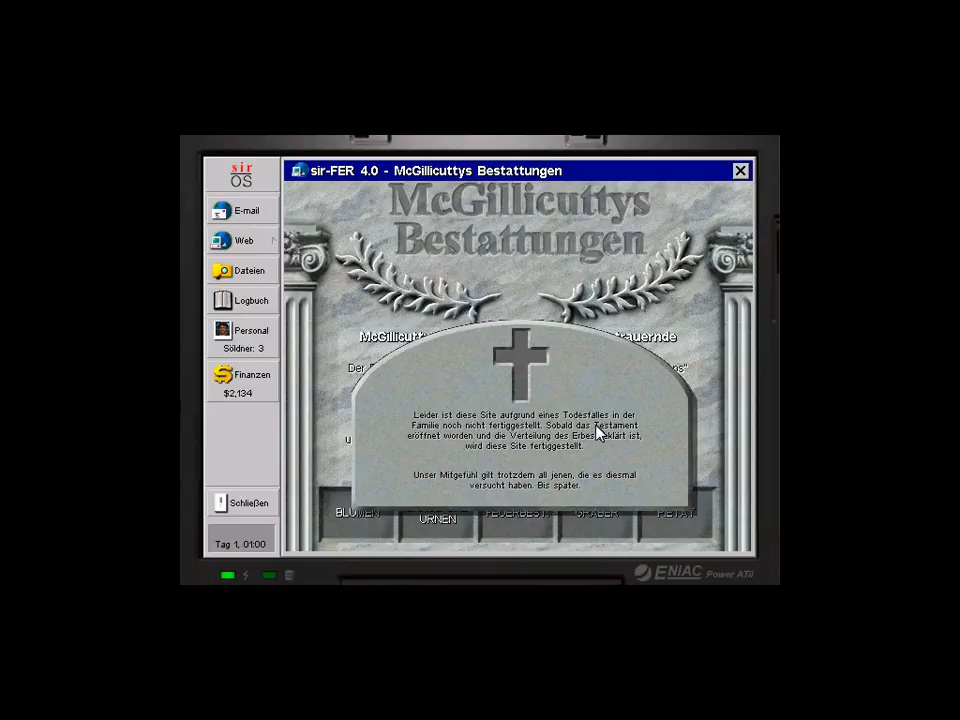 sir
OS
sir-FER 4.0 - McGillicuttys Bestattungen
E-mail
Web
Dateien
Logbuch
Personal
Söldner: 3
Finanzen
$2,134
Schließen
Tag 1, 01:00
McGillicuttys
Bestattungen
Der
Leider ist diese Site aufgrund eines Todesfalles in der
Familie noch nicht fertiggestellt. Sobald das Testament
eröffnet worden und die Verteilung des Erbes geklärt ist,
wird diese Site fertiggestellt.
Unser Mitgefühl gilt trotzdem all jenen, die es diesmal
versucht haben. Bis später.
BLUMEN
URNEN
GRÄBER
PIETÄT
ENIAC Power ATii